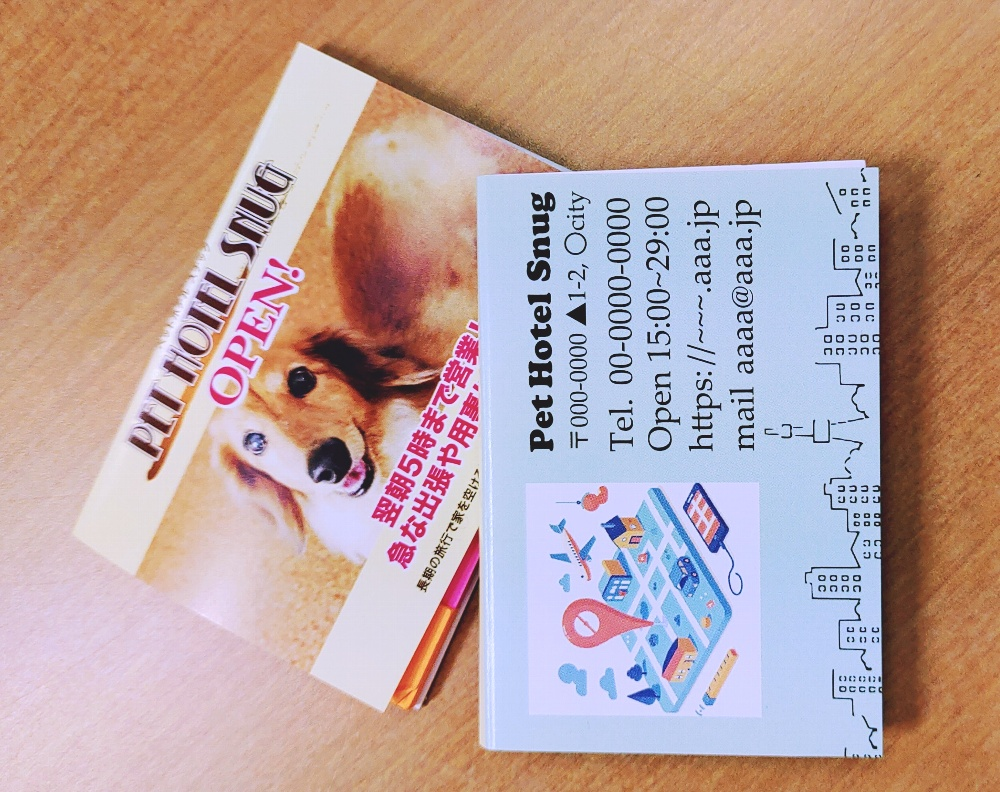 PET HOTEL SNUG
OPEN!
翌朝5時まで営業!
急な出張や用事
長期の旅行で家を空け
Pet Hotel Snug
〒000-0000 ▲1-2, ○city
Tel. 00-0000-0000
Open 15:00~29:00
https://~~~.aaa.jp
mail aaaa@aaa.jp